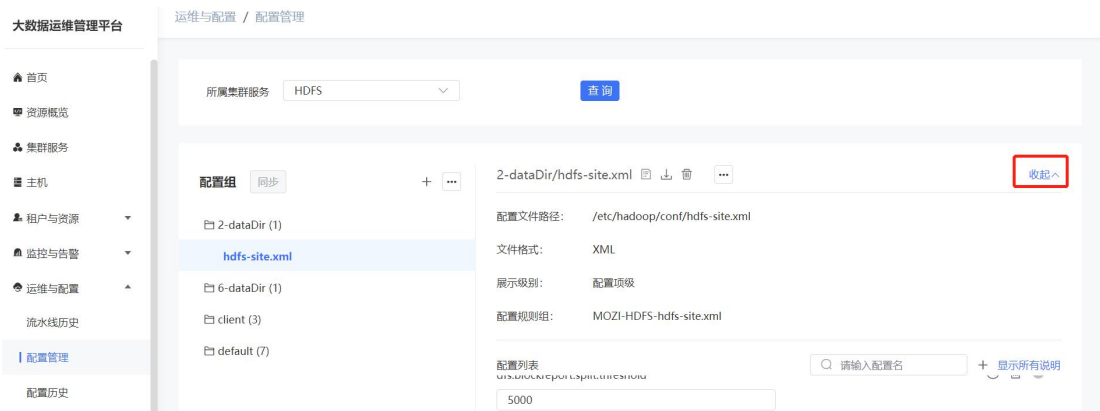 大数据运维管理平台
运维与配置 / 配置管理
首页
资源概览
集群服务
主机
租户与资源
监控与告警
运维与配置
流水线历史
配置管理
配置历史
所属集群服务 HDFS 查询
配置组 同步
2-dataDir (1)
hdfs-site.xml
6-dataDir (1)
client (3)
default (7)
2-dataDir/hdfs-site.xml 收起
配置文件路径: /etc/hadoop/conf/hdfs-site.xml
文件格式: XML
展示级别: 配置项级
配置规则组: MOZI-HDFS-hdfs-site.xml
配置列表 请输入配置名 + 显示所有说明
dfs.blockreport.split.threshold
5000